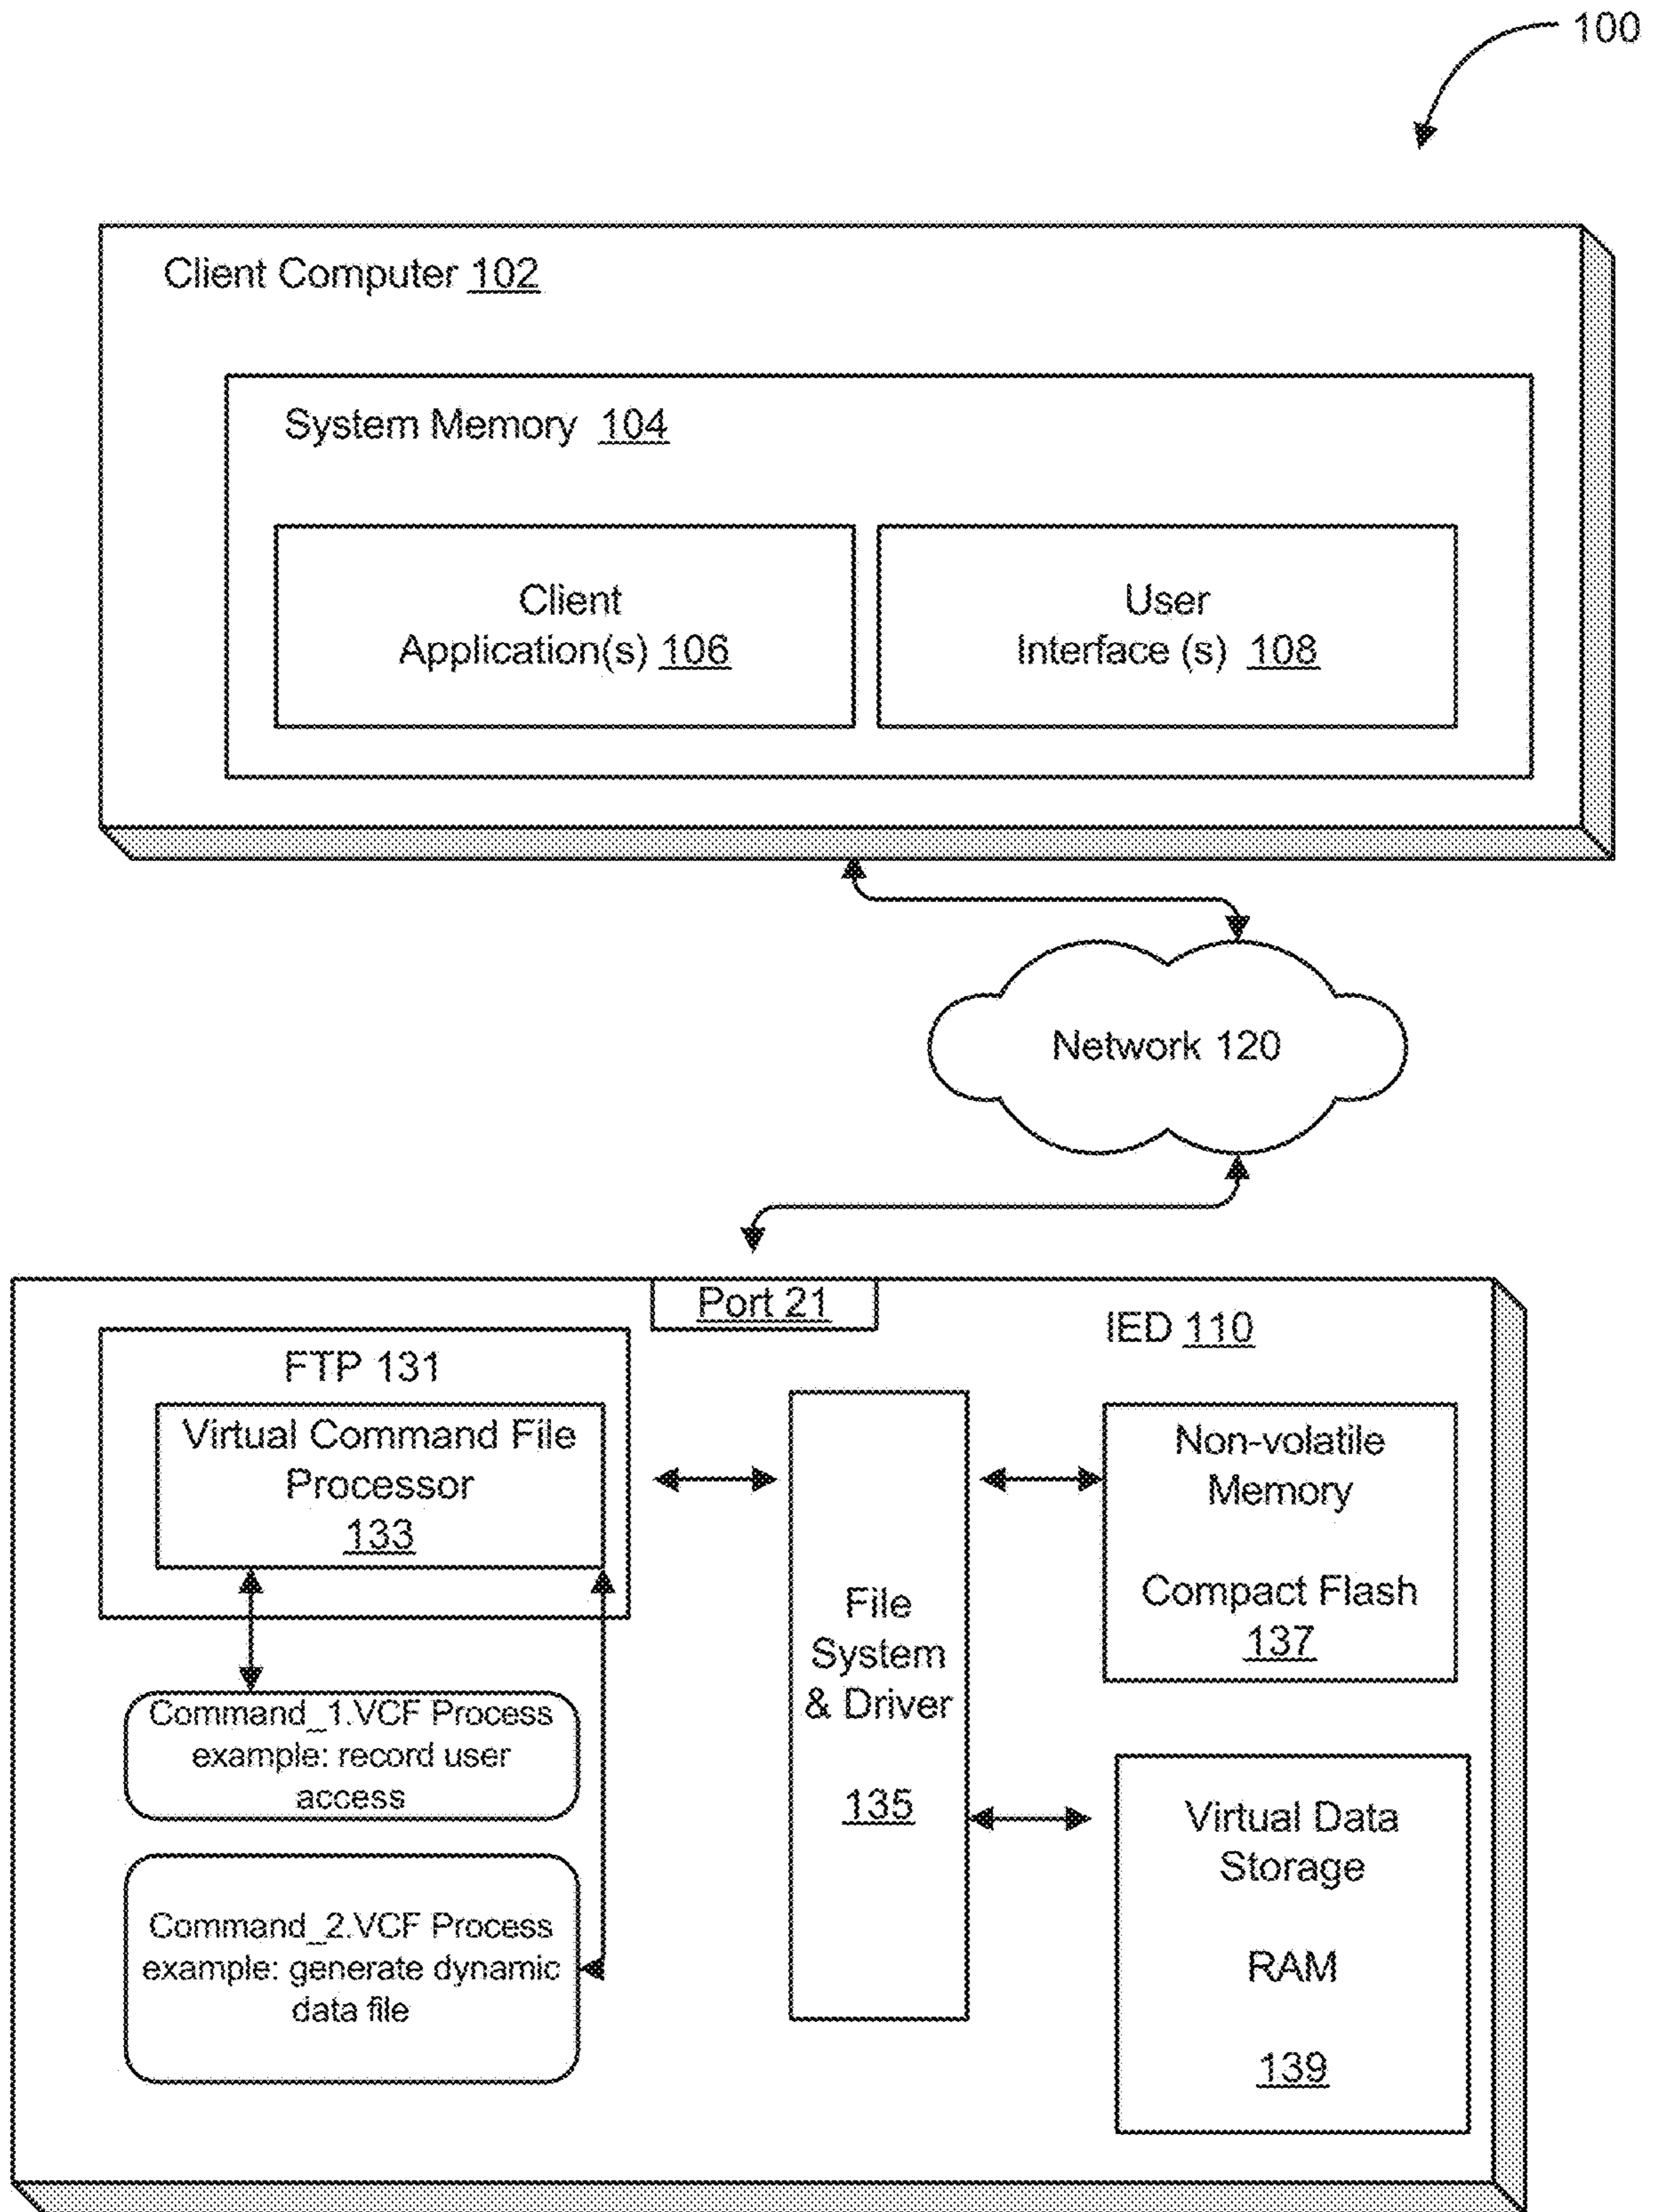 100
Client Computer 102
System Memory 104
Client
Application(s) 106
User
Interface (s) 108
Network 120
Port 21
IED 110
FTP 131
Virtual Command File
Processor
133
Command_1.VCF Process
example: record user
access
Command_2.VCF Process
example: generate dynamic
data file
File
System
& Driver
135
Non-volatile
Memory
Compact Flash
137
Virtual Data
Storage
RAM
139